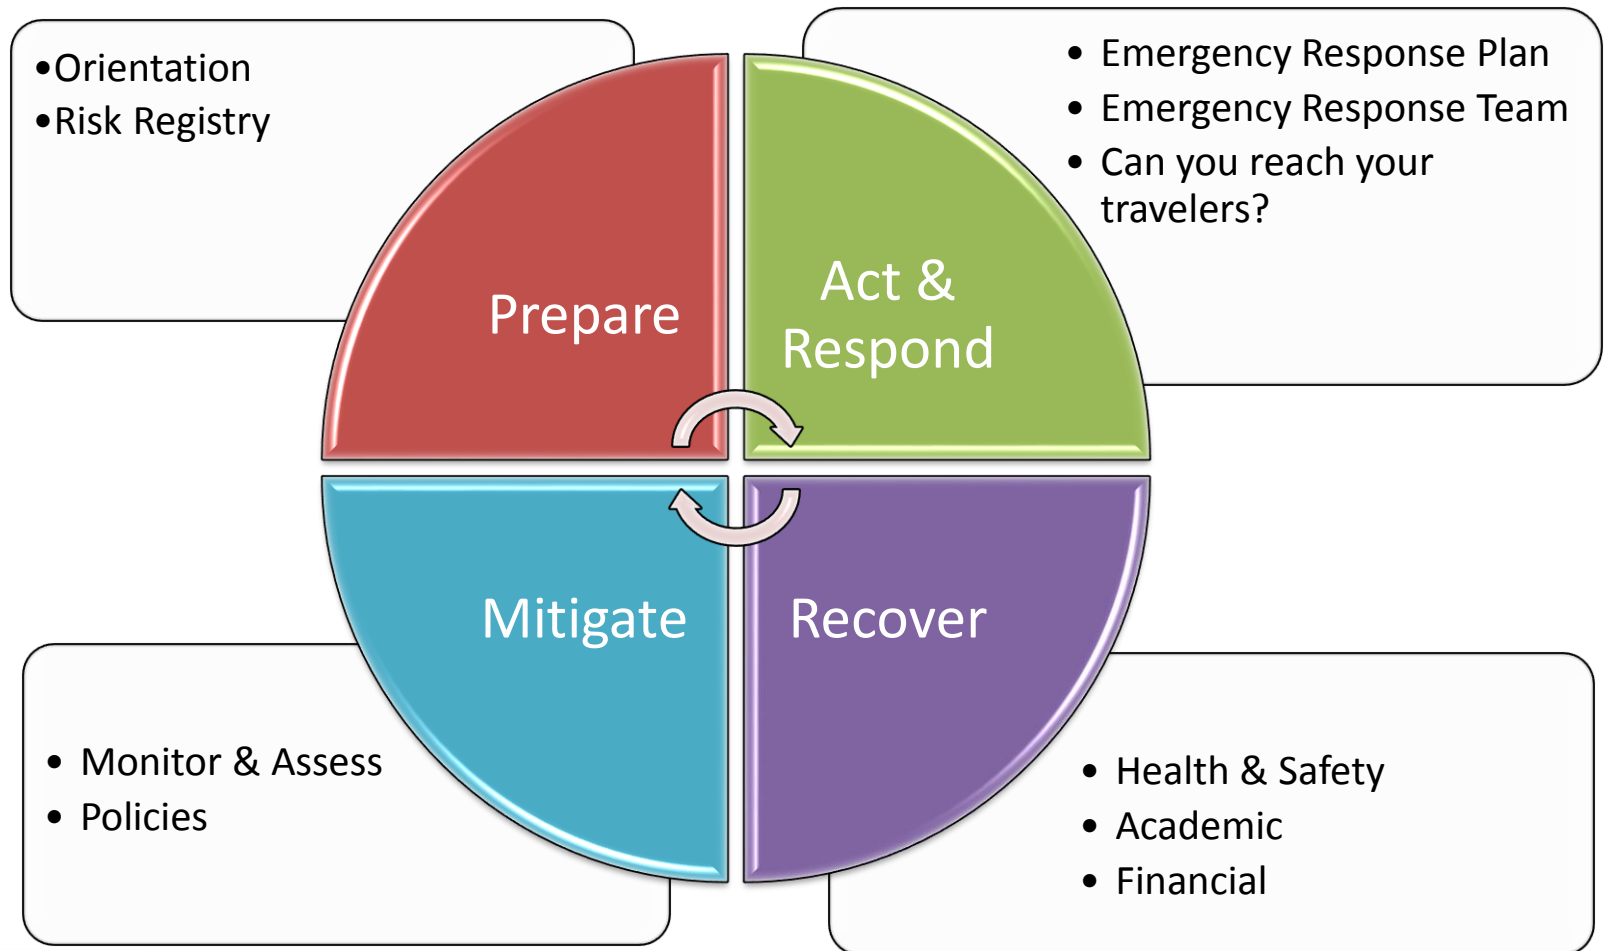 •Orientation
•Risk Registry
Prepare
• Emergency Response Plan
• Emergency Response Team
• Can you reach your
travelers?
Act &
Respond
Mitigate
• Monitor & Assess
• Policies
Recover
• Health & Safety
• Academic
• Financial